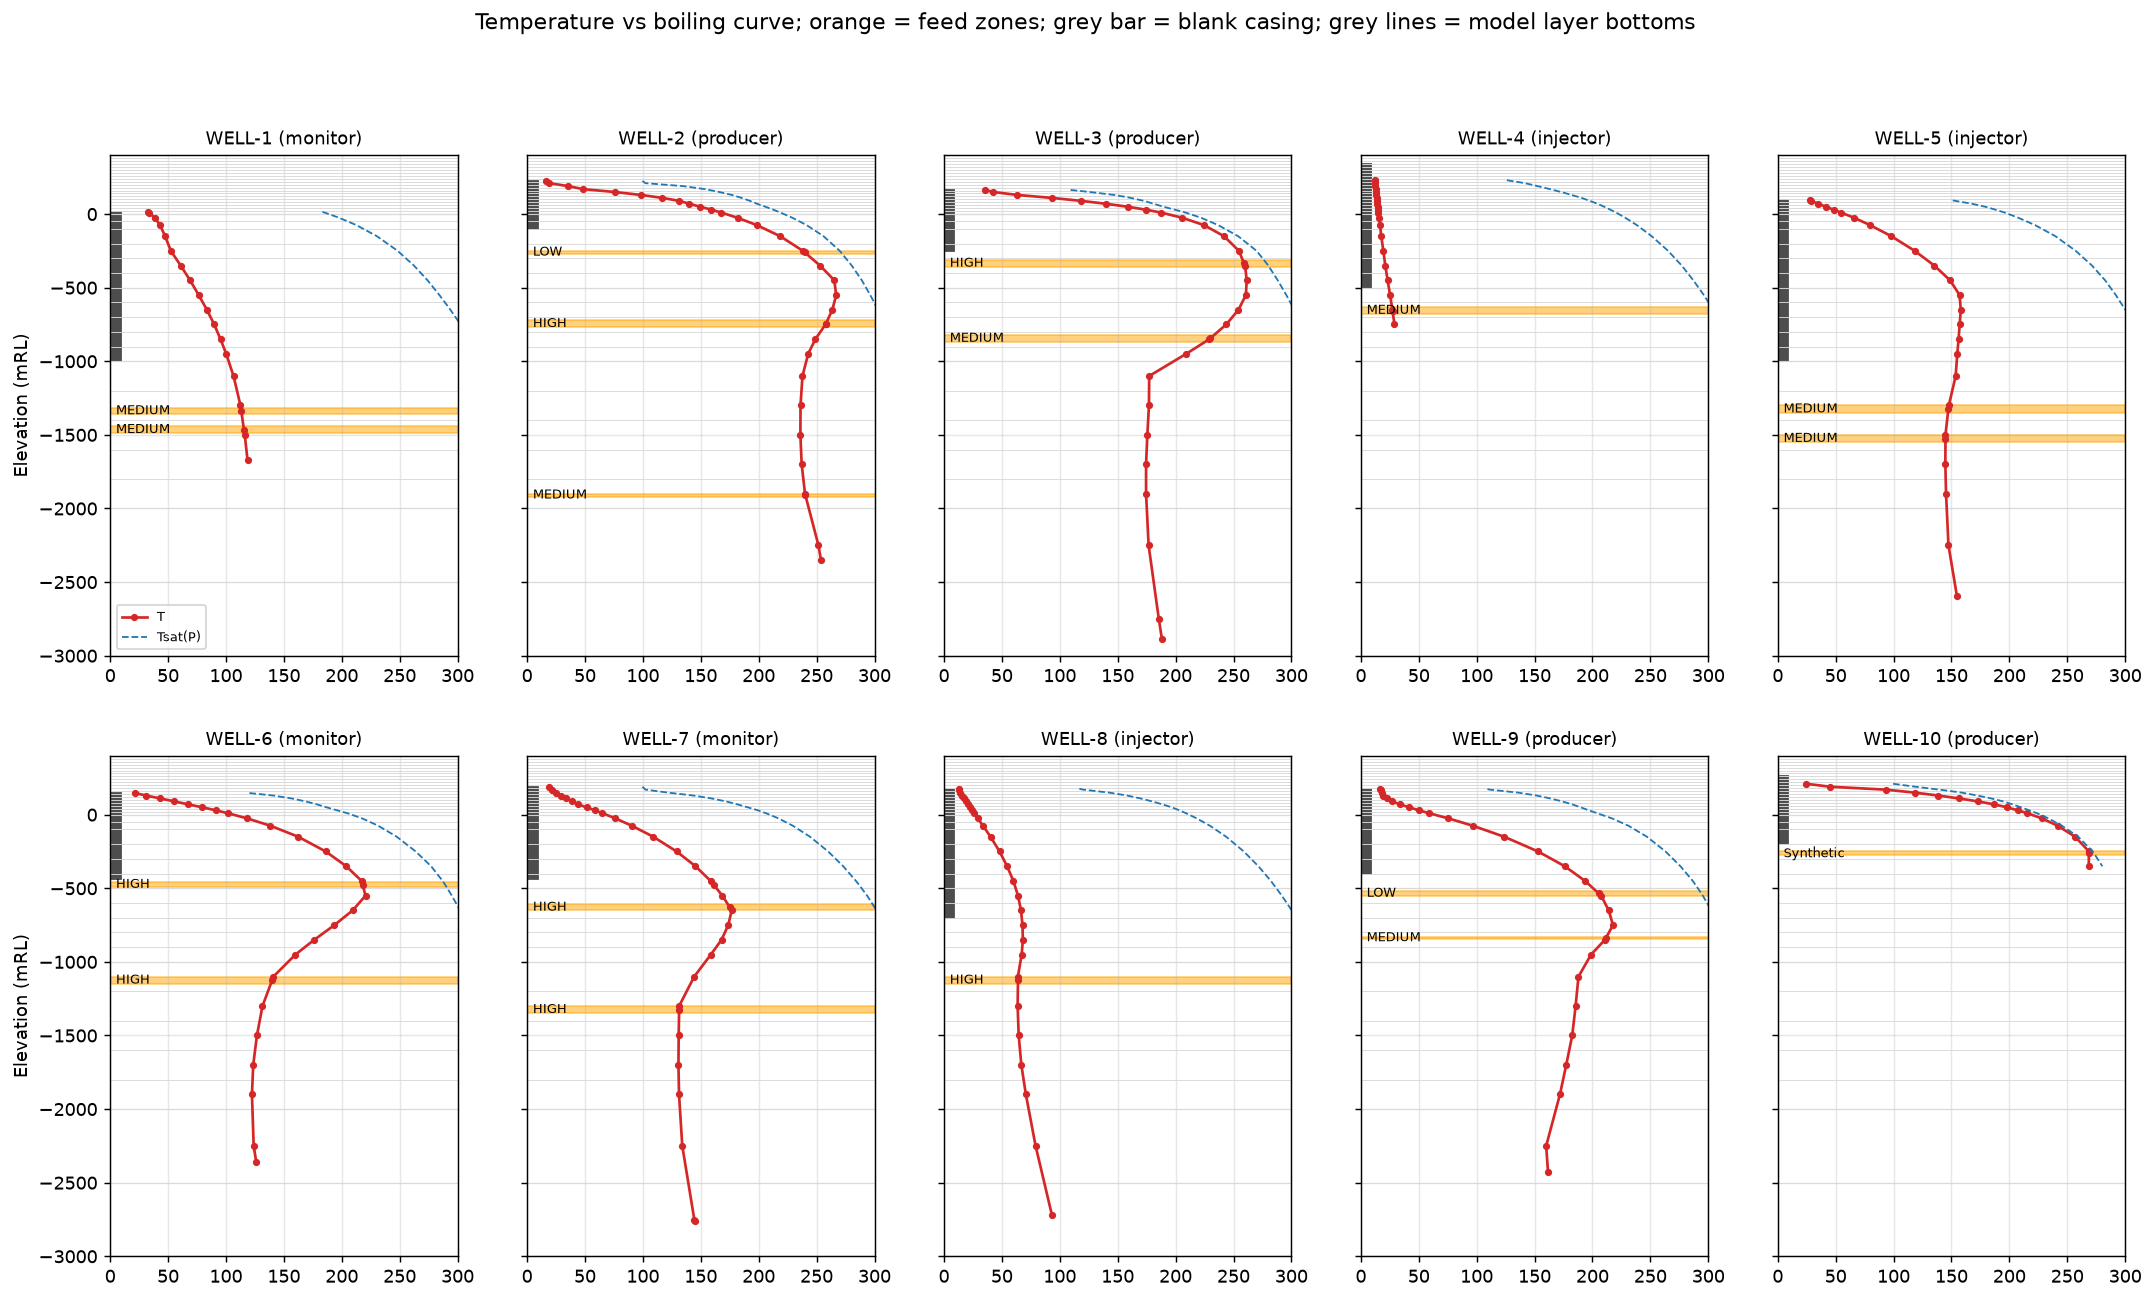 Temperature vs boiling curve; orange = feed zones; grey bar = blank casing; grey lines = model layer bottoms
WELL-1 (monitor)
WELL-2 (producer)
WELL-3 (producer)
WELL-4 (injector)
WELL-5 (injector)
Elevation (mRL)
0
−500
−1000
−1500
−2000
−2500
−3000
MEDIUM
MEDIUM
T
Tsat(P)
0 50 100 150 200 250 300
LOW
HIGH
MEDIUM
0 50 100 150 200 250 300
HIGH
MEDIUM
0 50 100 150 200 250 300
MEDIUM
0 50 100 150 200 250 300
MEDIUM
MEDIUM
0 50 100 150 200 250 300
WELL-6 (monitor)
WELL-7 (monitor)
WELL-8 (injector)
WELL-9 (producer)
WELL-10 (producer)
Elevation (mRL)
0
−500
−1000
−1500
−2000
−2500
−3000
HIGH
HIGH
0 50 100 150 200 250 300
HIGH
HIGH
0 50 100 150 200 250 300
HIGH
0 50 100 150 200 250 300
LOW
MEDIUM
0 50 100 150 200 250 300
Synthetic
0 50 100 150 200 250 300